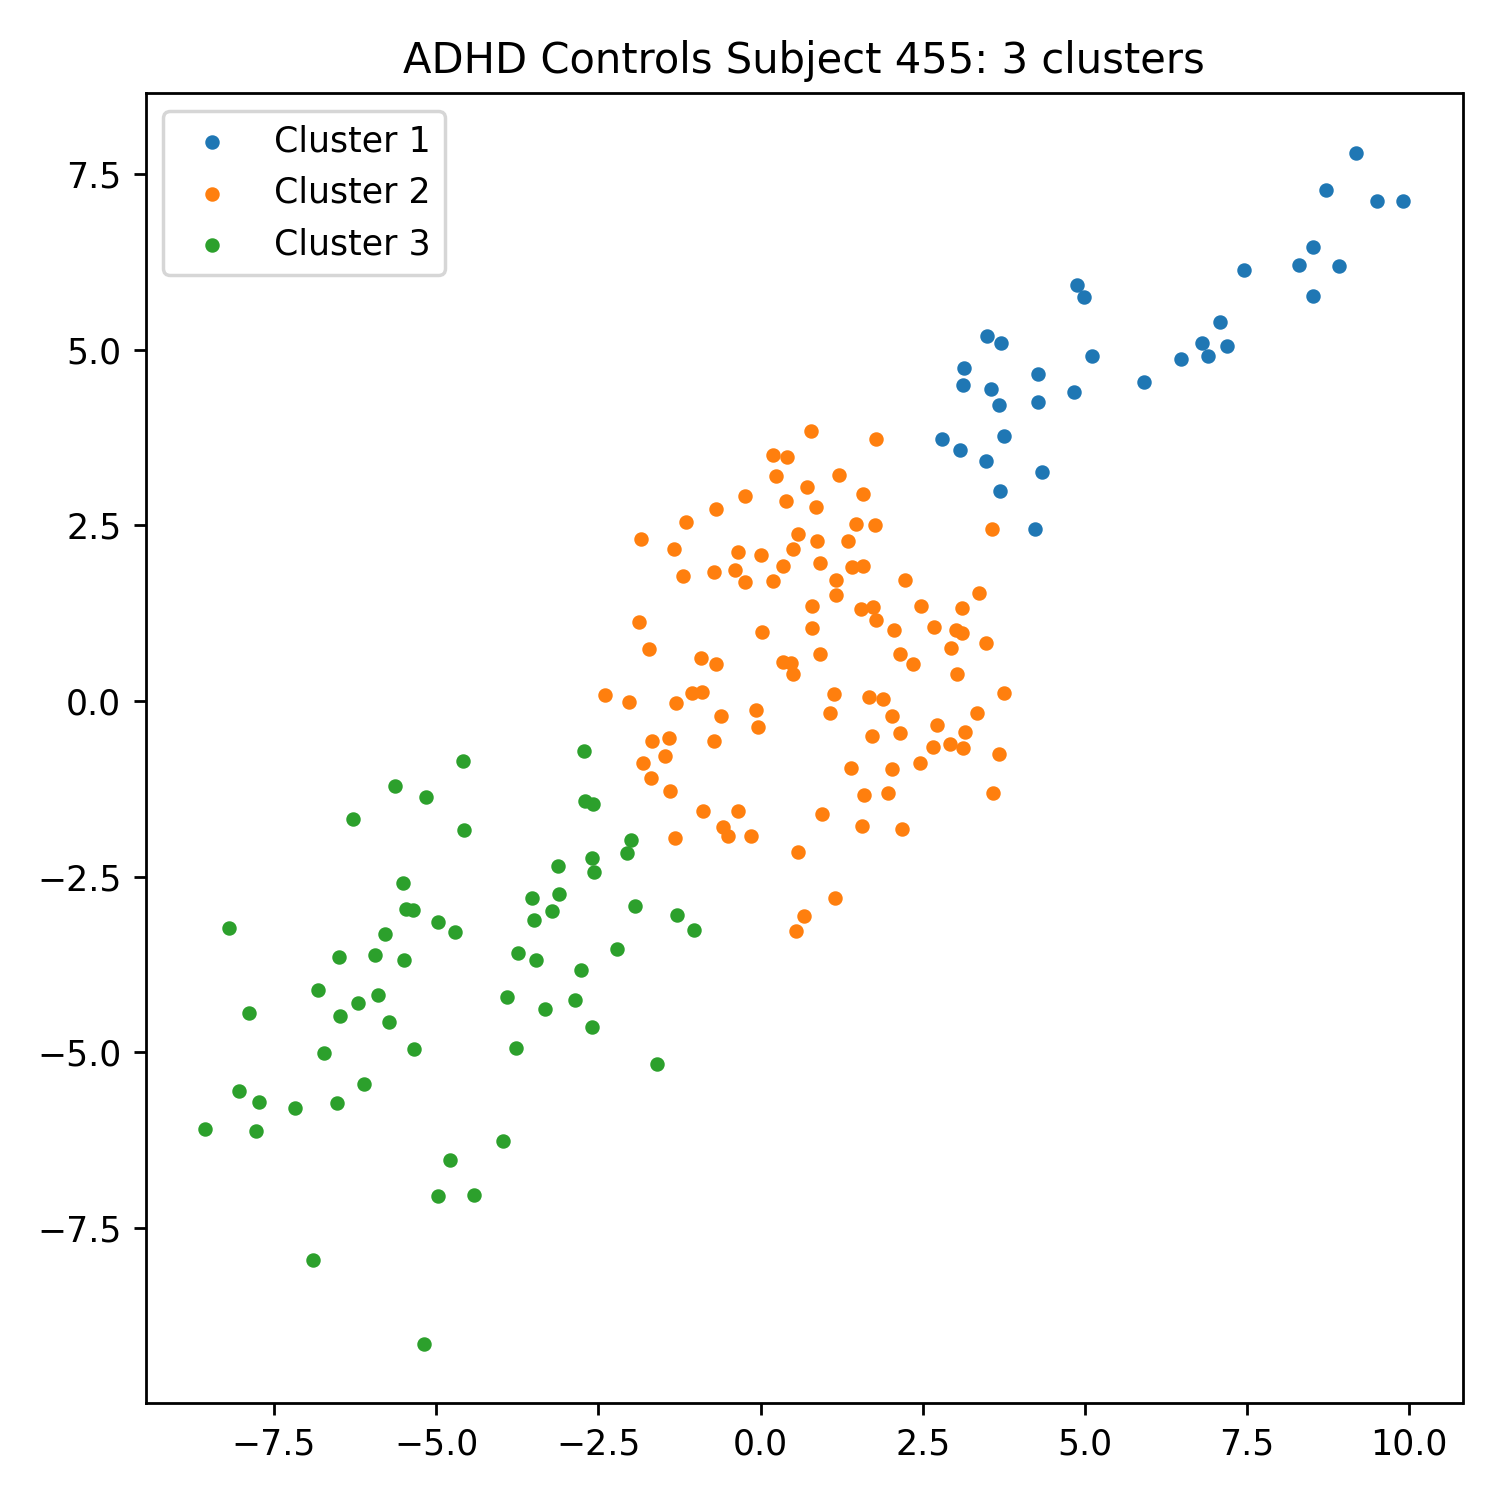 ADHD Controls Subject 455: 3 clusters
Cluster 1
Cluster 2
Cluster 3
7.5
5.0
2.5
0.0
−2.5
−5.0
−7.5
−7.5 −5.0 −2.5 0.0 2.5 5.0 7.5 10.0